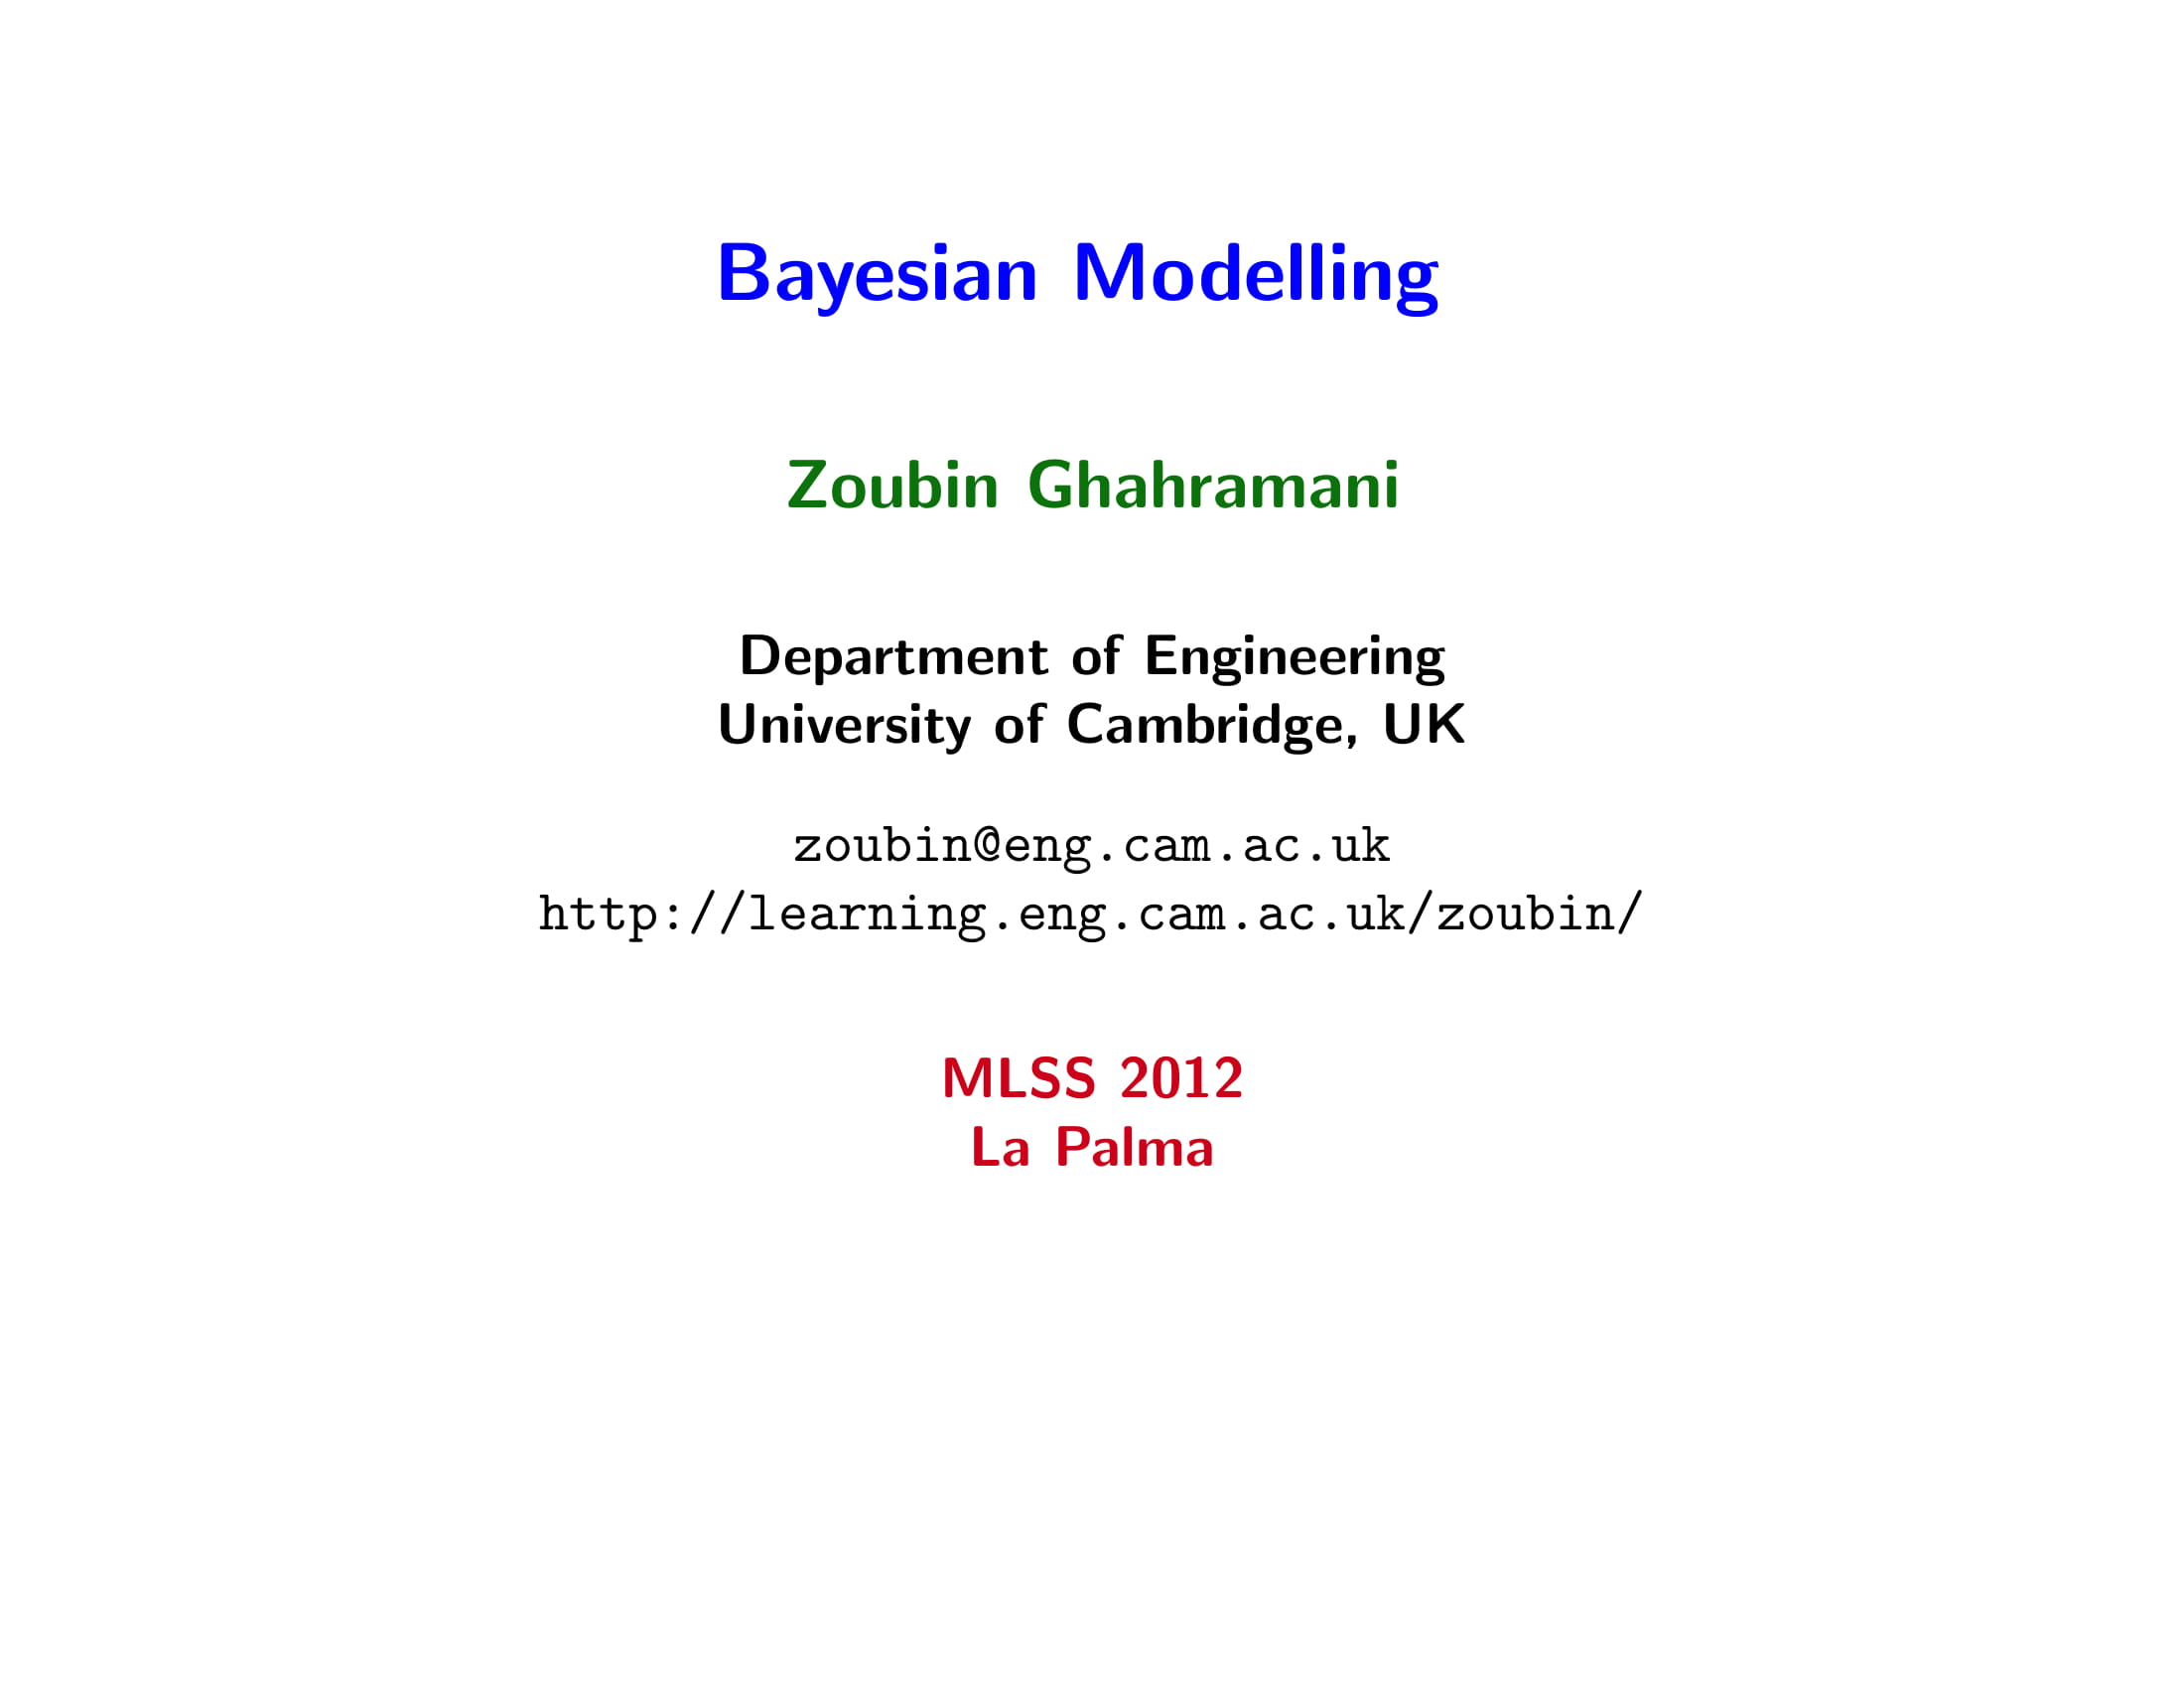 Bayesian Modelling
Zoubin Ghahramani
Department of Engineering
University of Cambridge, UK
zoubin@eng.cam.ac.uk
http://learning.eng.cam.ac.uk/zoubin/
MLSS 2012
La Palma